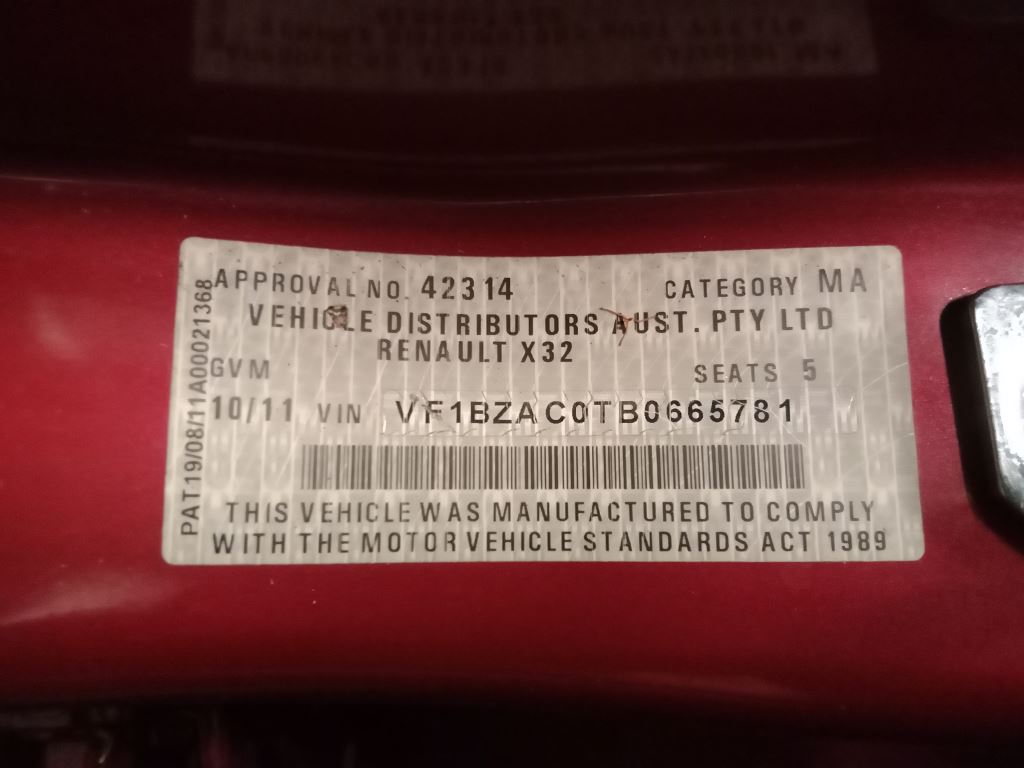 APPROVAL NO. 42314 CATEGORY MA
VEHICLE DISTRIBUTORS AUST. PTY LTD
RENAULT X32
GVM SEATS 5
10/11 VIN VF1BZAC0TB0665781
THIS VEHICLE WAS MANUFACTURED TO COMPLY
WITH THE MOTOR VEHICLE STANDARDS ACT 1989
PAT19/08/11A00021368